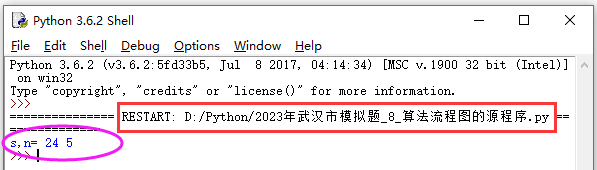 Python 3.6.2 Shell
File Edit Shell Debug Options Window Help
Python 3.6.2 (v3.6.2:5fd33b5, Jul  8 2017, 04:14:34) [MSC v.1900 32 bit (Intel)]
 on win32
Type "copyright", "credits" or "license()" for more information.
>>>
=============== RESTART: D:/Python/2023年武汉市模拟题_8_算法流程图的源程序.py ==
===============
s,n= 24 5
>>>